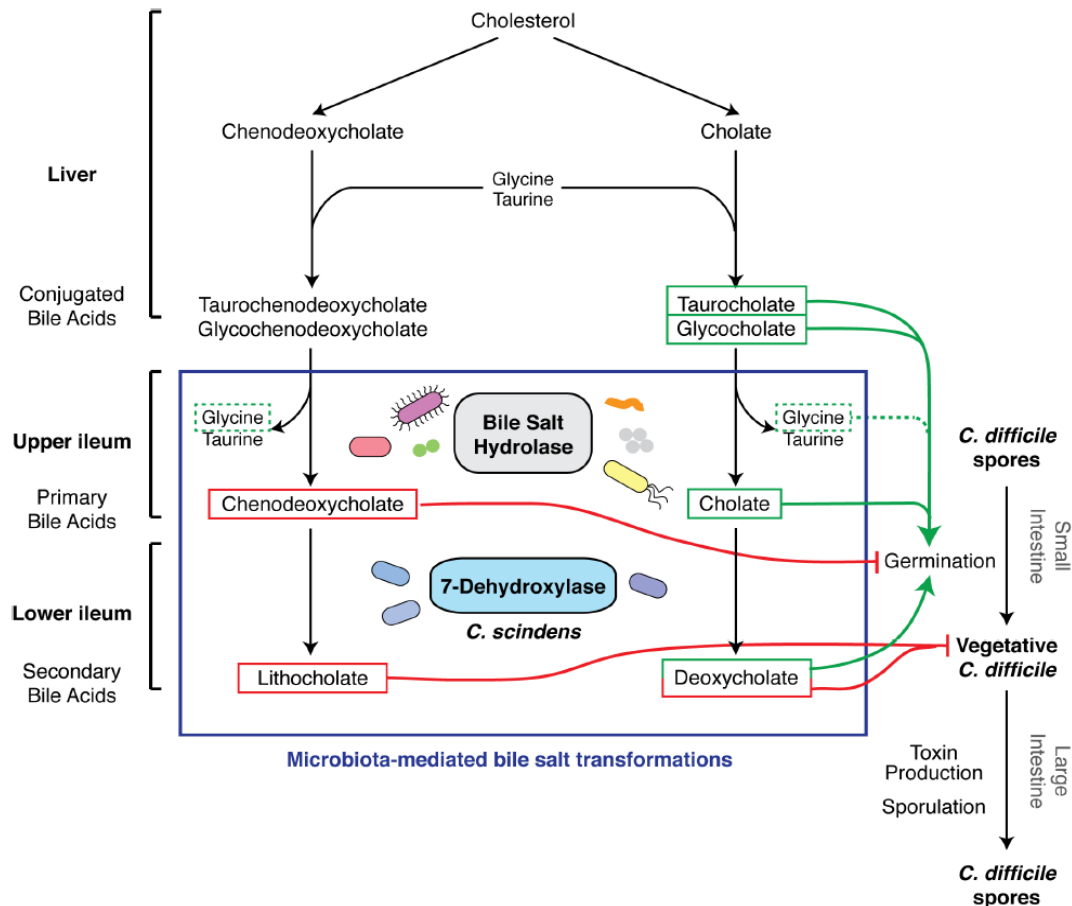 Cholesterol
Chenodeoxycholate
Cholate
Liver
Glycine
Taurine
Conjugated
Bile Acids
Taurochenodeoxycholate
Glycochenodeoxycholate
Taurocholate
Glycocholate
Upper ileum
Glycine
Taurine
Bile Salt
Hydrolase
Glycine
Taurine
C. difficile
spores
Primary
Bile Acids
Chenodeoxycholate
Cholate
Small
Intestine
Germination
Lower ileum
7-Dehydroxylase
C. scindens
Secondary
Bile Acids
Lithocholate
Deoxycholate
Vegetative
C. difficile
Microbiota-mediated bile salt transformations
Toxin
Production
Sporulation
Large
Intestine
C. difficile
spores